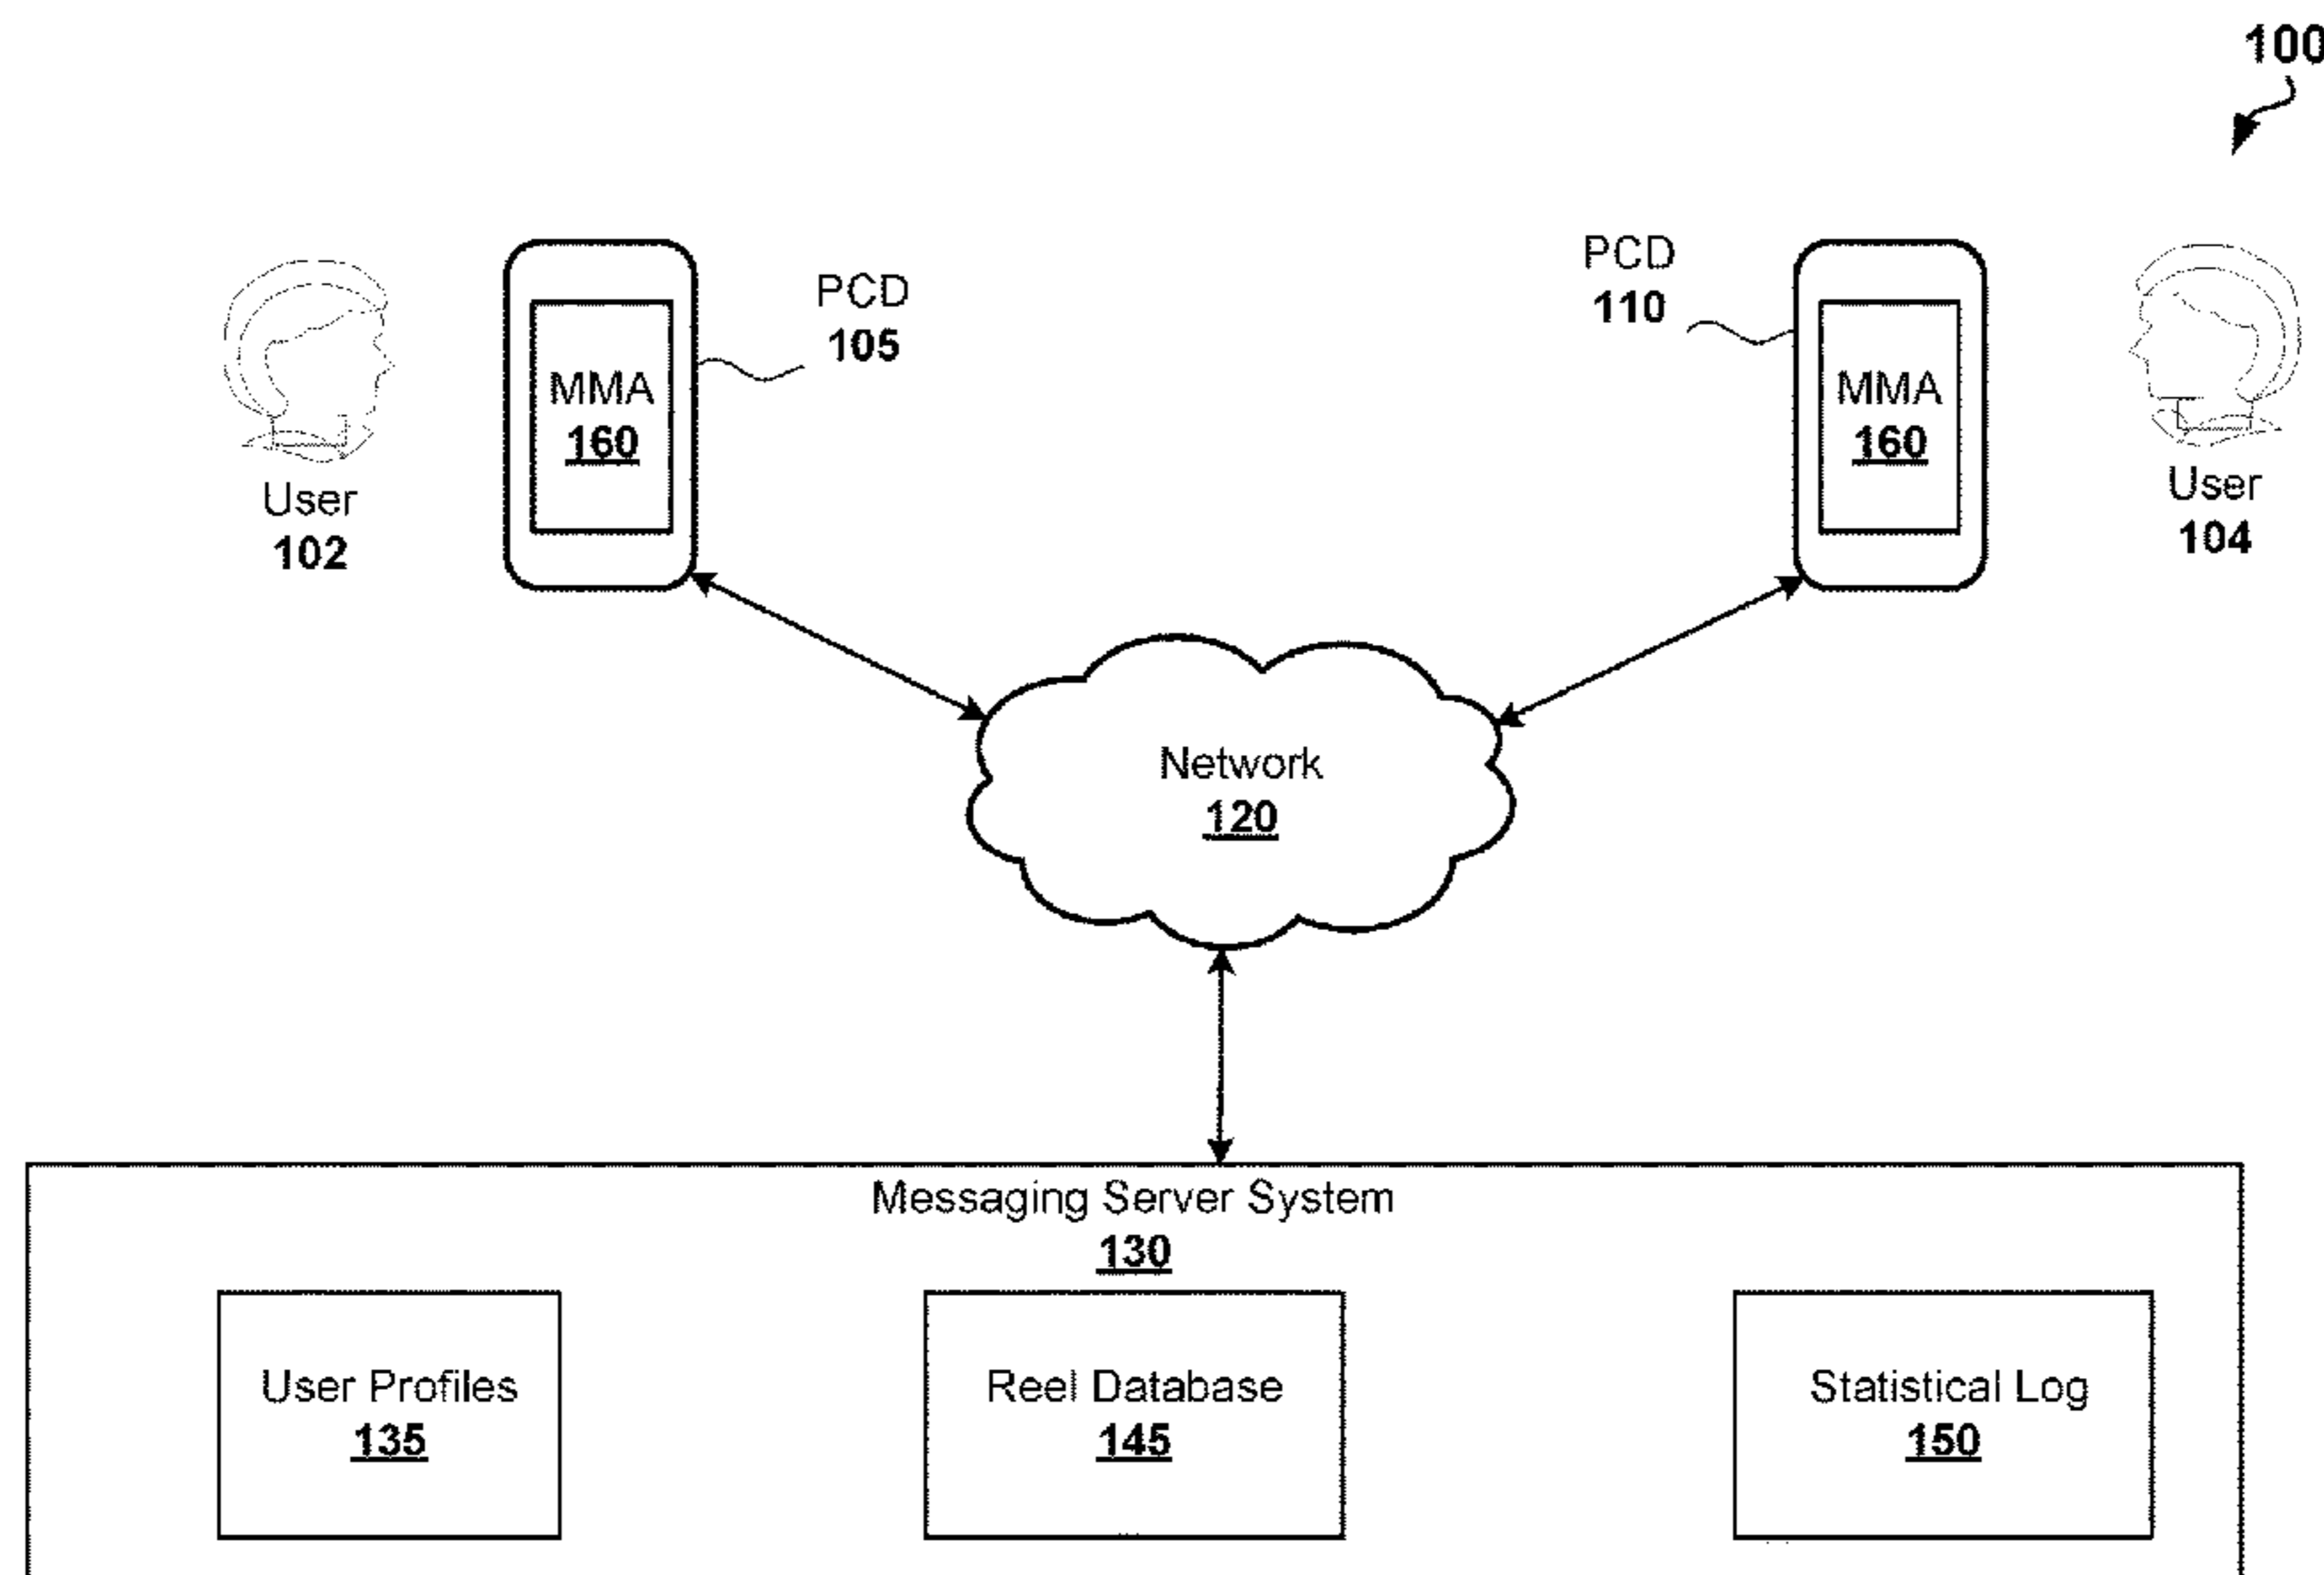 100
PCD
105
PCD
110
MMA
160
MMA
160
User
102
User
104
Network
120
Messaging Server System
130
User Profiles
135
Reel Database
145
Statistical Log
150